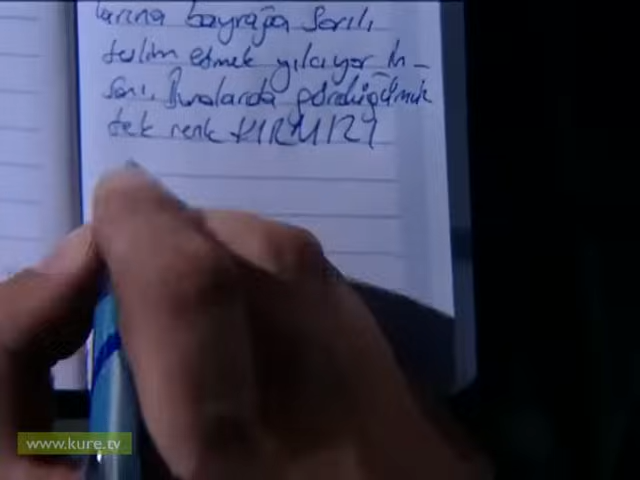 larına bayrağa sarılı
teslim etmek yılıyor in-
sanı. Buralarda gördüğümüz
tek renk KIRMIZI
www.kure.tv